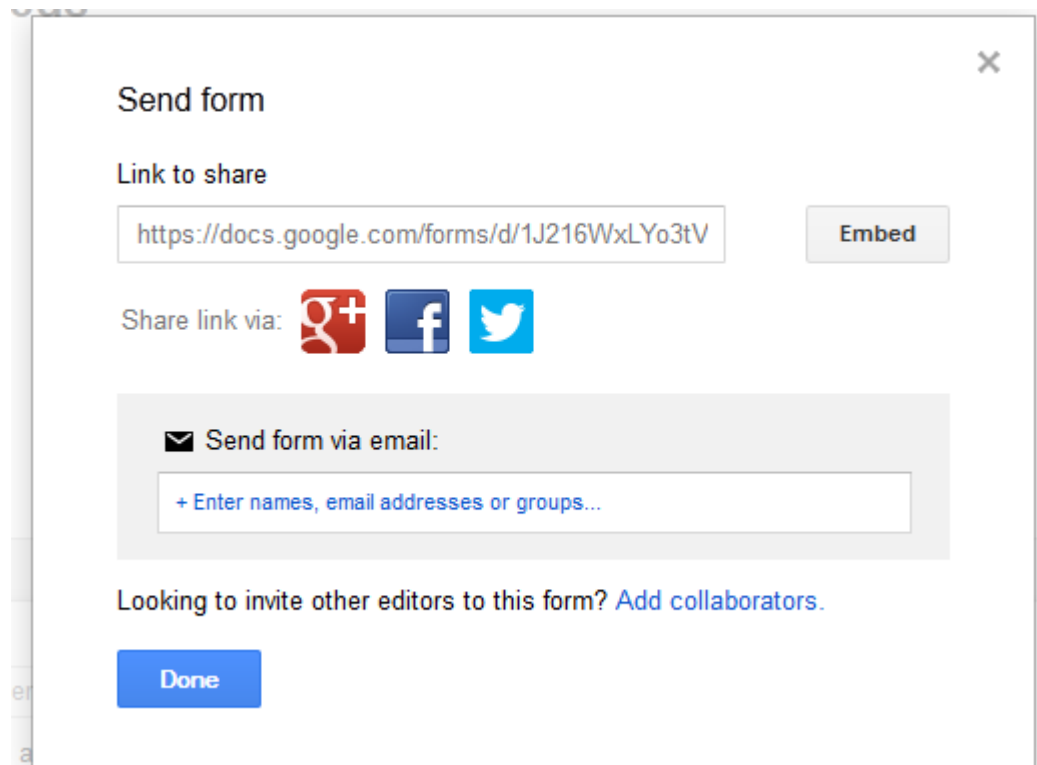 Send form
Link to share
https://docs.google.com/forms/d/1J216WxLYo3tV
Embed
Share link via: g+ f
Send form via email:
+ Enter names, email addresses or groups...
Looking to invite other editors to this form? Add collaborators.
Done
er
a